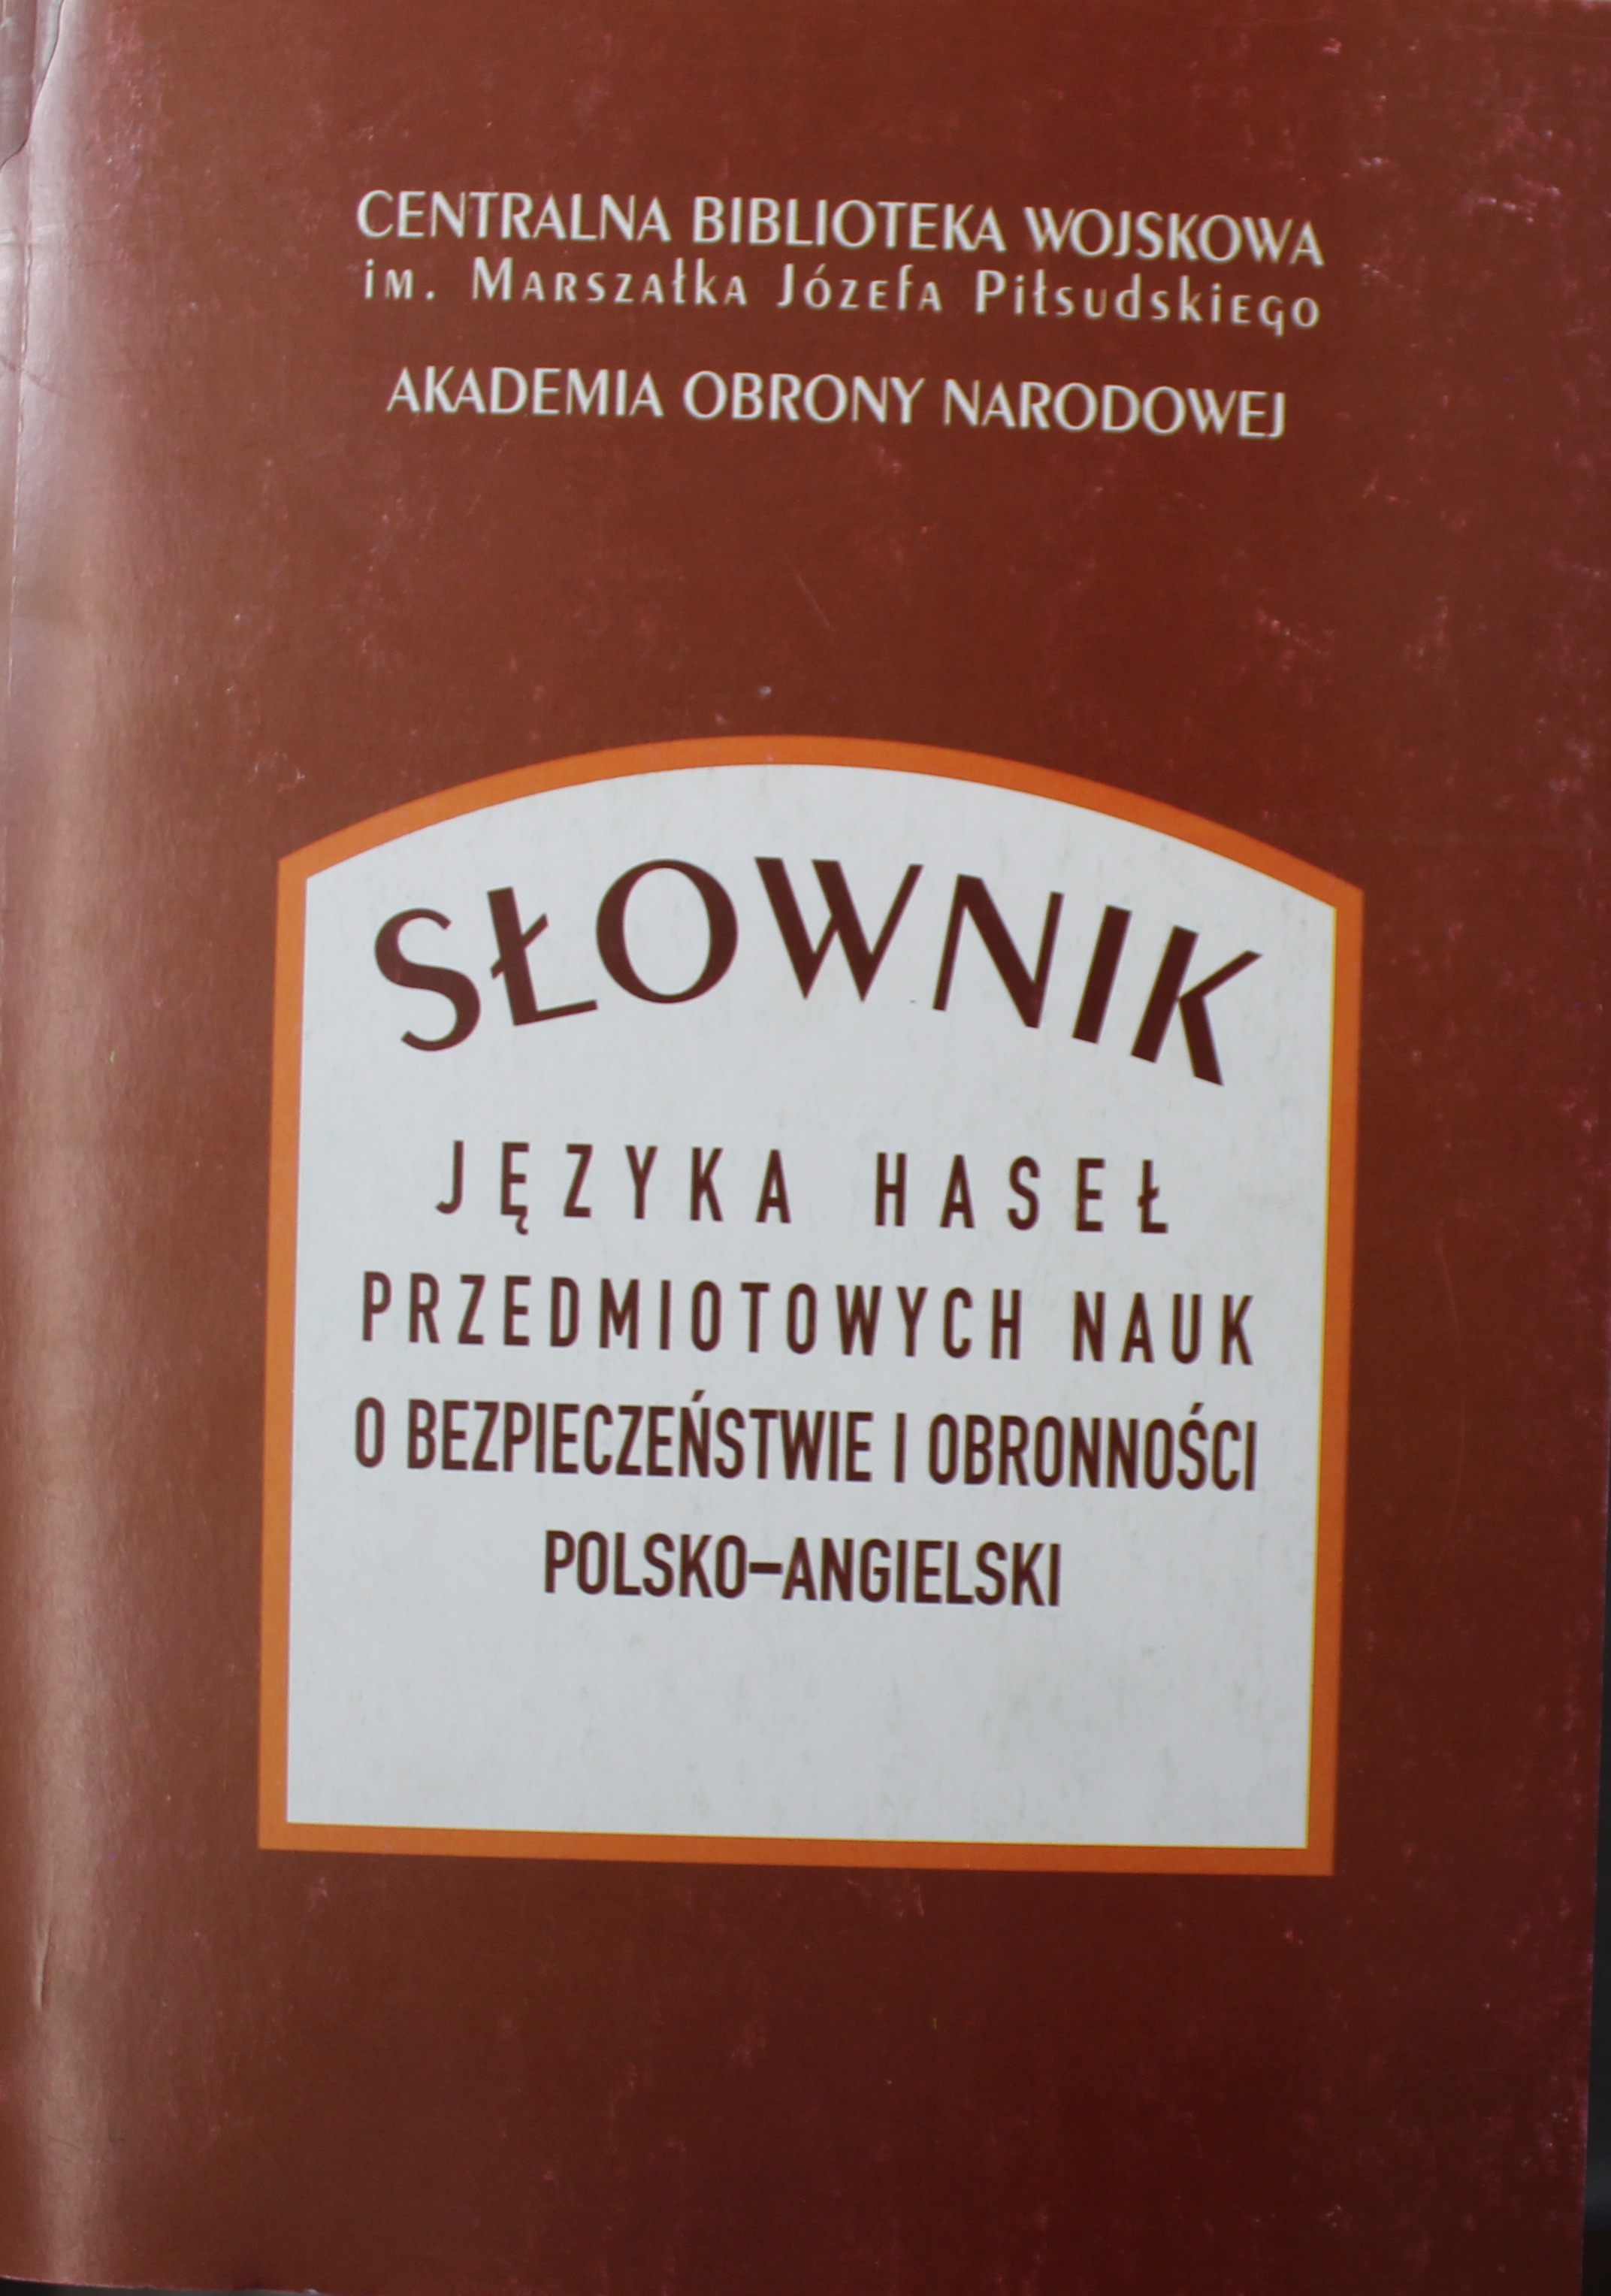 CENTRALNA BIBLIOTEKA WOJSKOWA
im. Marszałka Józefa Piłsudskiego
AKADEMIA OBRONY NARODOWEJ
SŁOWNIK
JĘZYKA HASEŁ
PRZEDMIOTOWYCH NAUK
O BEZPIECZEŃSTWIE I OBRONNOŚCI
POLSKO–ANGIELSKI